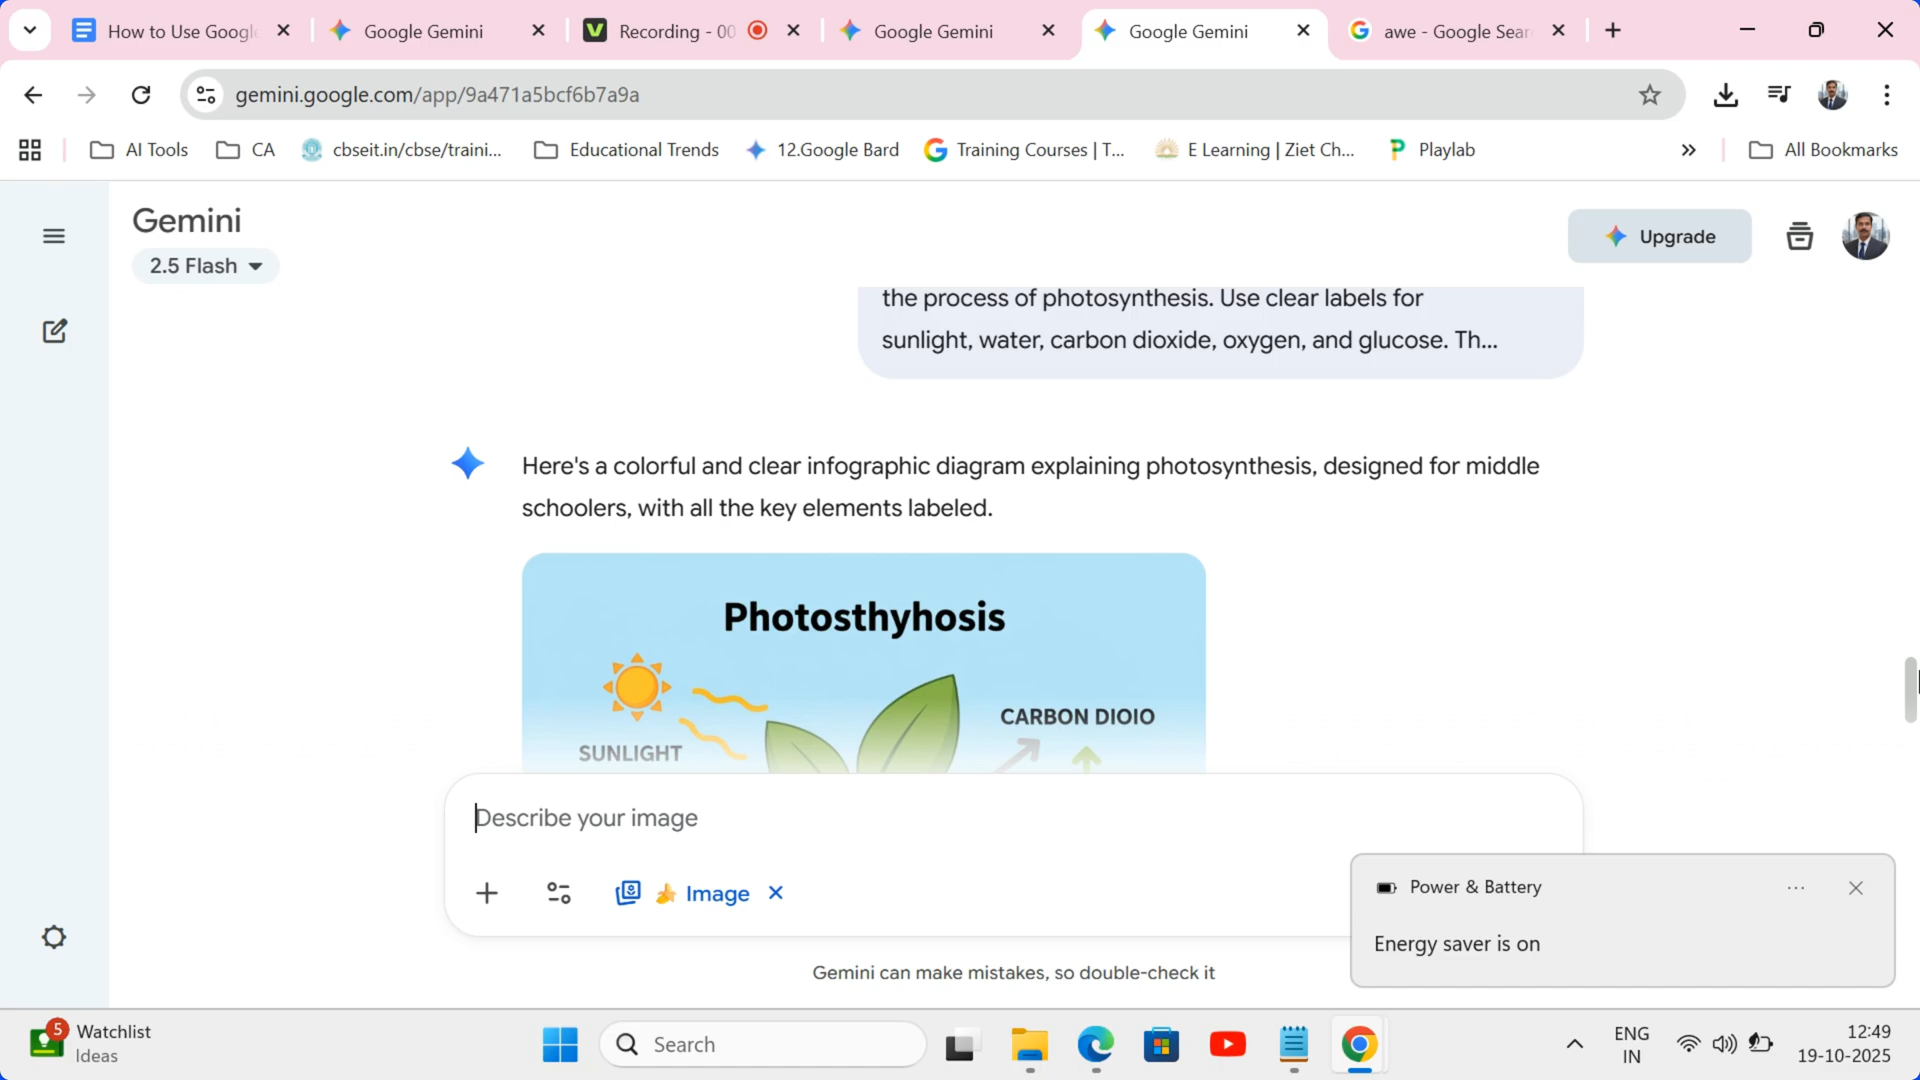 How to Use Googl
Google Gemini
Recording - 00
Google Gemini
Google Gemini
awe - Google Sear
gemini.google.com/app/9a471a5bcf6b7a9a
AI Tools
CA
cbseit.in/cbse/traini...
Educational Trends
12.Google Bard
Training Courses | T...
E Learning | Ziet Ch...
Playlab
All Bookmarks
Gemini
2.5 Flash
Upgrade
the process of photosynthesis. Use clear labels for
sunlight, water, carbon dioxide, oxygen, and glucose. Th...
Here's a colorful and clear infographic diagram explaining photosynthesis, designed for middle
schoolers, with all the key elements labeled.
Photosthyhosis
SUNLIGHT
CARBON DIOIO
Describe your image
Image
Gemini can make mistakes, so double-check it
Power & Battery
Energy saver is on
5
Watchlist
Ideas
Search
ENG
IN
12:49
19-10-2025